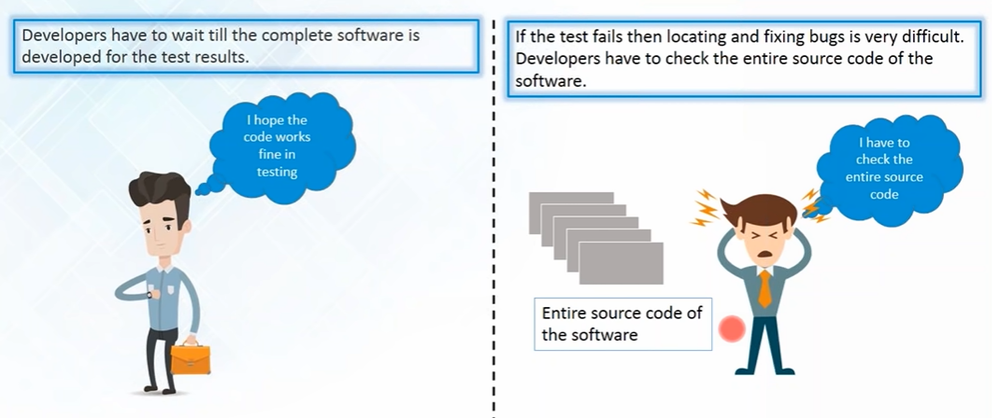 Developers have to wait till the complete software is
developed for the test results.
I hope the
code works
fine in
testing
If the test fails then locating and fixing bugs is very difficult.
Developers have to check the entire source code of the
software.
I have to
check the
entire source
code
Entire source code of
the software